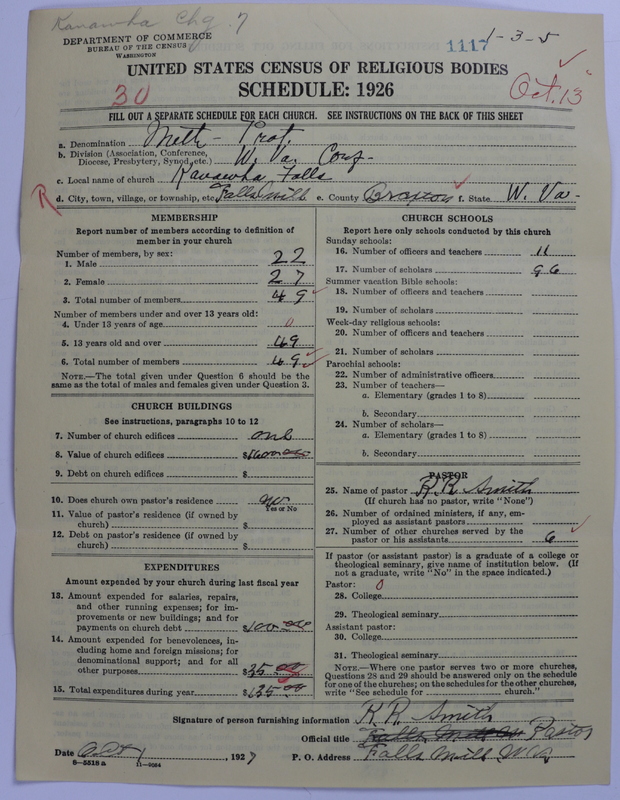 Kanawha Chg. 7
DEPARTMENT OF COMMERCE
BUREAU OF THE CENSUS
WASHINGTON
1117
1-3-5
UNITED STATES CENSUS OF RELIGIOUS BODIES
SCHEDULE: 1926
30
Oct. 13
FILL OUT A SEPARATE SCHEDULE FOR EACH CHURCH. SEE INSTRUCTIONS ON THE BACK OF THIS SHEET
a. Denomination Meth - Prot.
b. Division (Association, Conference, Diocese, Presbytery, Synod, etc.) W. Va. Conf-
c. Local name of church Kanawha Falls
R
d. City, town, village, or township, etc. Falls Mill e. County Braxton f. State W. Va-
MEMBERSHIP
Report number of members according to definition of
member in your church
Number of members, by sex:
1. Male 22
2. Female 27
3. Total number of members 49
Number of members under and over 13 years old:
4. Under 13 years of age 0
5. 13 years old and over 49
6. Total number of members 49
NOTE.—The total given under Question 6 should be the
same as the total of males and females given under Question 3.
CHURCH BUILDINGS
See instructions, paragraphs 10 to 12
7. Number of church edifices one
8. Value of church edifices $1600.00
9. Debt on church edifices $
10. Does church own pastor's residence no
Yes or No
11. Value of pastor's residence (if owned by
church) $
12. Debt on pastor's residence (if owned by
church) $
EXPENDITURES
Amount expended by your church during last fiscal year
13. Amount expended for salaries, repairs,
and other running expenses; for im-
provements or new buildings; and for
payments on church debt $100.00
14. Amount expended for benevolences, in-
cluding home and foreign missions; for
denominational support; and for all
other purposes $35.00
15. Total expenditures during year $135.00
CHURCH SCHOOLS
Report here only schools conducted by this church
Sunday schools:
16. Number of officers and teachers 11
17. Number of scholars 96
Summer vacation Bible schools:
18. Number of officers and teachers
19. Number of scholars
Week-day religious schools:
20. Number of officers and teachers
21. Number of scholars
Parochial schools:
22. Number of administrative officers
23. Number of teachers—
a. Elementary (grades 1 to 8)
b. Secondary
24. Number of scholars—
a. Elementary (grades 1 to 8)
b. Secondary
PASTOR
25. Name of pastor R. R. Smith
(If church has no pastor, write "None")
26. Number of ordained ministers, if any, em-
ployed as assistant pastors
27. Number of other churches served by the
pastor or his assistants 6
If pastor (or assistant pastor) is a graduate of a college or
theological seminary, give name of institution below. (If
not a graduate, write "No" in the space indicated.)
Pastor: 0
28. College
29. Theological seminary
Assistant pastor:
30. College
31. Theological seminary
NOTE.—Where one pastor serves two or more churches,
Questions 28 and 29 should be answered only on the schedule
for one of the churches; on the schedules for the other churches,
write "See schedule for church."
Signature of person furnishing information R. R. Smith
Official title Pastor
Date , 1927 P. O. Address Falls Mill W. Va
8-5518 a 11-9084